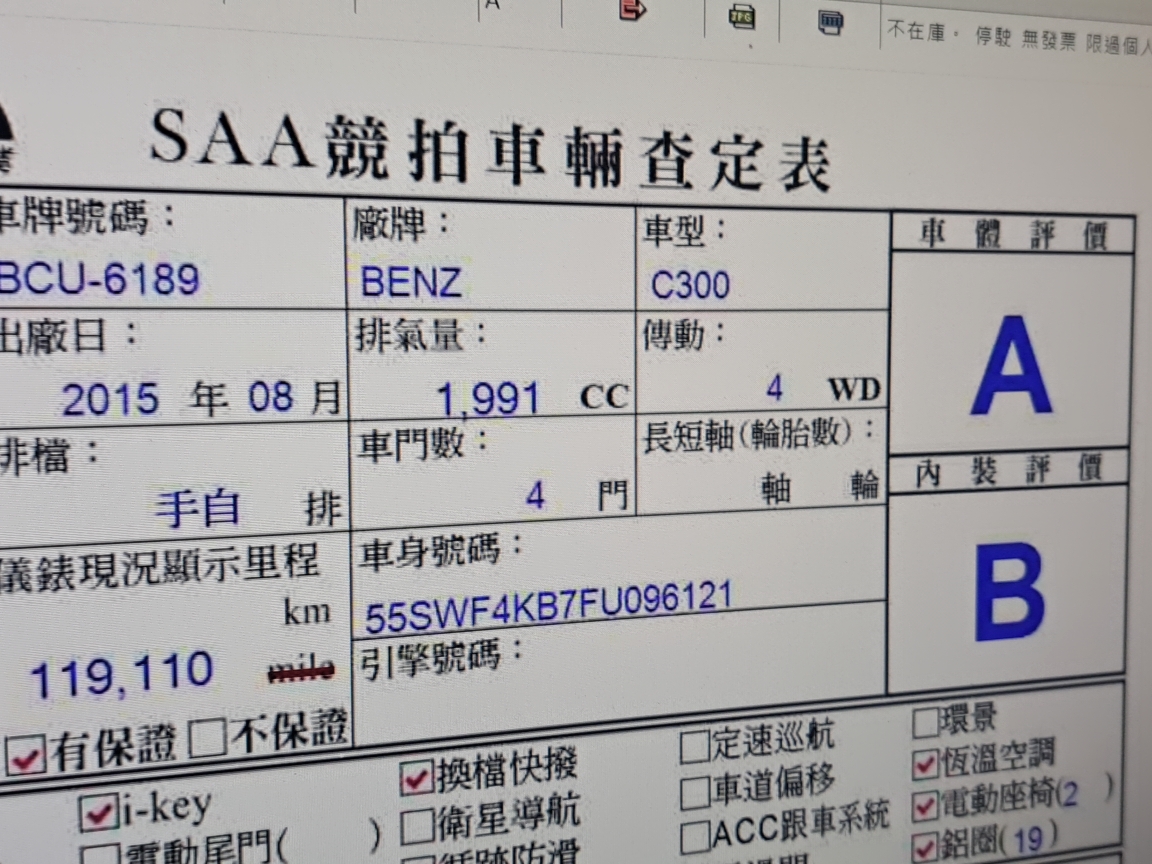 A
JPG
不在庫。 停駛 無發票 限過個人
SAA競拍車輛查定表
車牌號碼：
BCU-6189
廠牌：
BENZ
車型：
C300
車 體 評 價
A
出廠日：
2015 年 08 月
排氣量：
1,991 CC
傳動：
4 WD
排檔：
手自 排
車門數：
4 門
長短軸(輪胎數)：
軸 輪
內 裝 評 價
B
儀錶現況顯示里程
km
119,110 mile
有保證 不保證
車身號碼：
55SWF4KB7FU096121
引擎號碼：
i-key
電動尾門( )
換檔快撥
衛星導航
循跡防滑
定速巡航
車道偏移
ACC跟車系統
環景
恆溫空調
電動座椅(2 )
鋁圈( 19 )